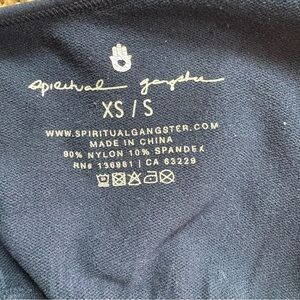 spiritual gangster
XS / S
WWW.SPIRITUALGANGSTER.COM
MADE IN CHINA
90% NYLON 10% SPANDEX
RN# 136981 | CA 63229